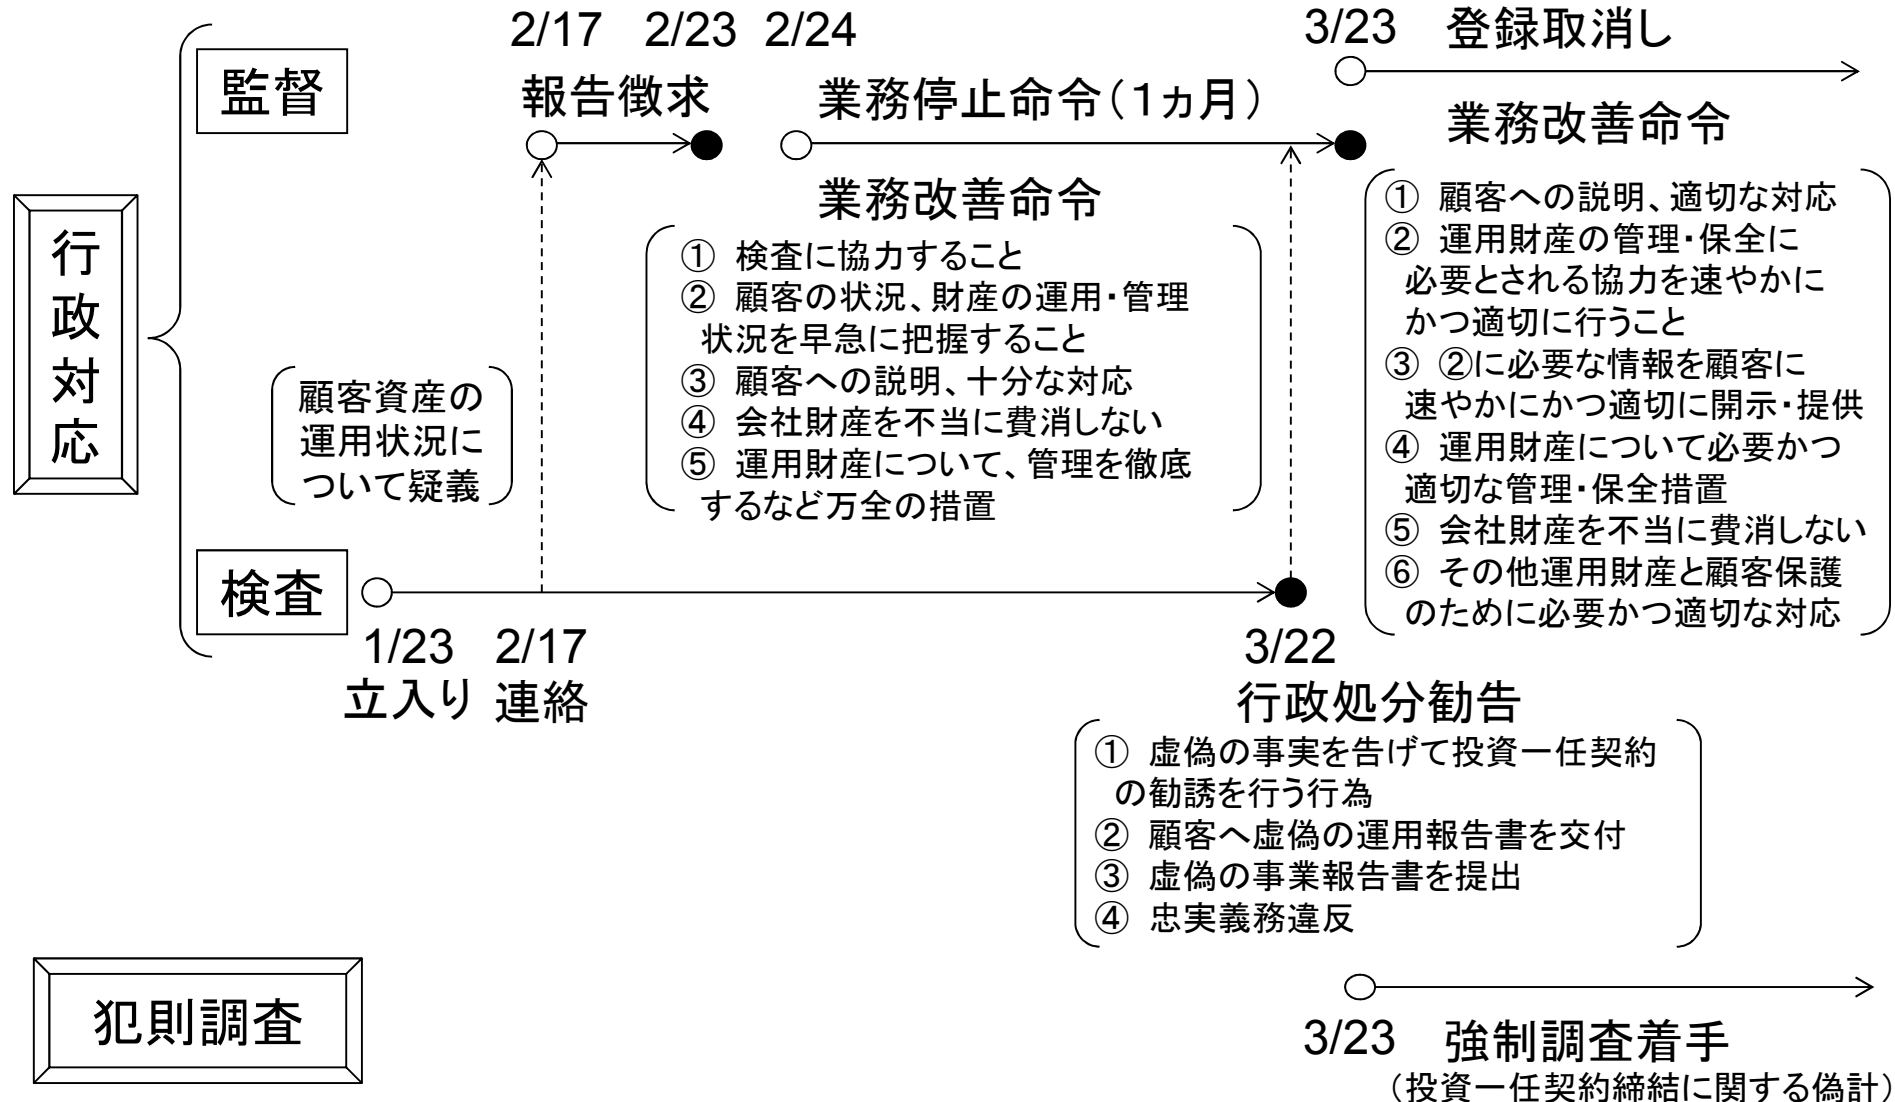 行政対応
監督
2/17 2/23 2/24
報告徴求
業務停止命令（1ヵ月）
業務改善命令
① 検査に協力すること
② 顧客の状況、財産の運用・管理
状況を早急に把握すること
③ 顧客への説明、十分な対応
④ 会社財産を不当に費消しない
⑤ 運用財産について、管理を徹底
するなど万全の措置
3/23 登録取消し
業務改善命令
① 顧客への説明、適切な対応
② 運用財産の管理・保全に
必要とされる協力を速やかに
かつ適切に行うこと
③ ②に必要な情報を顧客に
速やかにかつ適切に開示・提供
④ 運用財産について必要かつ
適切な管理・保全措置
⑤ 会社財産を不当に費消しない
⑥ その他運用財産と顧客保護
のために必要かつ適切な対応
顧客資産の
運用状況に
ついて疑義
検査
1/23 2/17
立入り 連絡
3/22
行政処分勧告
① 虚偽の事実を告げて投資一任契約
の勧誘を行う行為
② 顧客へ虚偽の運用報告書を交付
③ 虚偽の事業報告書を提出
④ 忠実義務違反
犯則調査
3/23 強制調査着手
（投資一任契約締結に関する偽計）